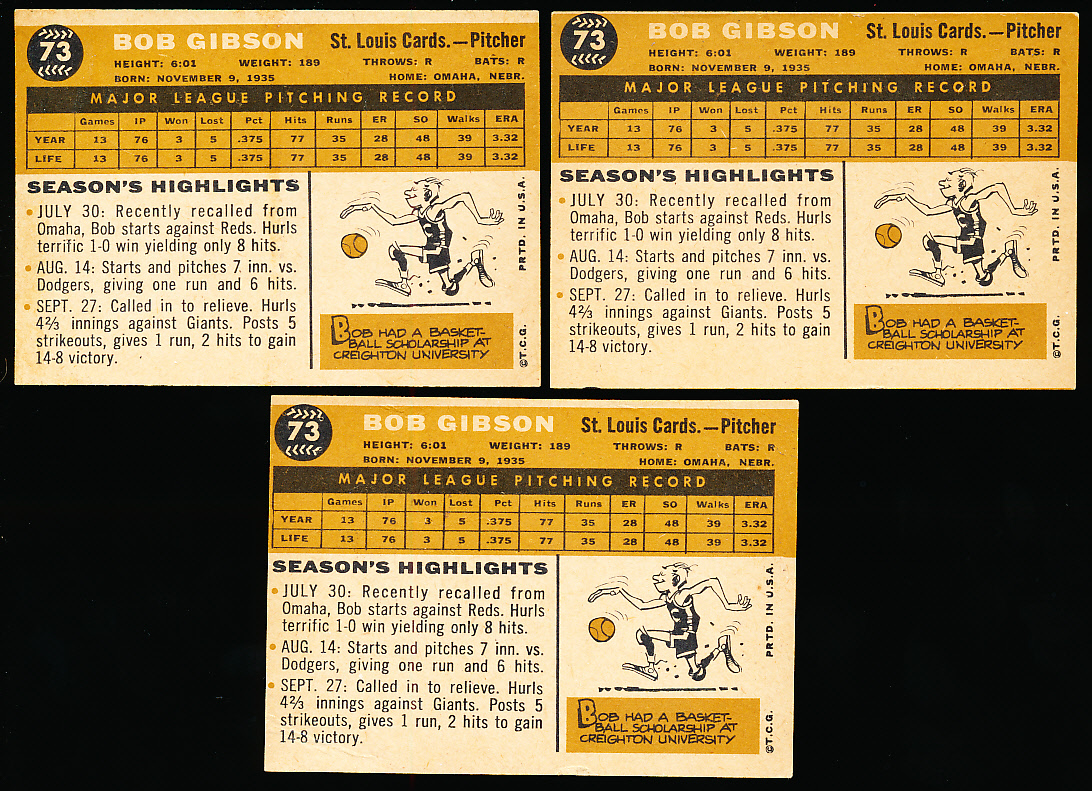 73
BOB GIBSON St. Louis Cards.—Pitcher
HEIGHT: 6:01 WEIGHT: 189 THROWS: R BATS: R
BORN: NOVEMBER 9, 1935 HOME: OMAHA, NEBR.
MAJOR LEAGUE PITCHING RECORD
Games IP Won Lost Pct Hits Runs ER SO Walks ERA
YEAR 13 76 3 5 .375 77 35 28 48 39 3.32
LIFE 13 76 3 5 .375 77 35 28 48 39 3.32
SEASON'S HIGHLIGHTS
• JULY 30: Recently recalled from
Omaha, Bob starts against Reds. Hurls
terrific 1-0 win yielding only 8 hits.
• AUG. 14: Starts and pitches 7 inn. vs.
Dodgers, giving one run and 6 hits.
• SEPT. 27: Called in to relieve. Hurls
4⅔ innings against Giants. Posts 5
strikeouts, gives 1 run, 2 hits to gain
14-8 victory.
BOB HAD A BASKET-
BALL SCHOLARSHIP AT
CREIGHTON UNIVERSITY
PRTD. IN U.S.A.
©T.C.G.
73
BOB GIBSON St. Louis Cards.—Pitcher
HEIGHT: 6:01 WEIGHT: 189 THROWS: R BATS: R
BORN: NOVEMBER 9, 1935 HOME: OMAHA, NEBR.
MAJOR LEAGUE PITCHING RECORD
Games IP Won Lost Pct Hits Runs ER SO Walks ERA
YEAR 13 76 3 5 .375 77 35 28 48 39 3.32
LIFE 13 76 3 5 .375 77 35 28 48 39 3.32
SEASON'S HIGHLIGHTS
• JULY 30: Recently recalled from
Omaha, Bob starts against Reds. Hurls
terrific 1-0 win yielding only 8 hits.
• AUG. 14: Starts and pitches 7 inn. vs.
Dodgers, giving one run and 6 hits.
• SEPT. 27: Called in to relieve. Hurls
4⅔ innings against Giants. Posts 5
strikeouts, gives 1 run, 2 hits to gain
14-8 victory.
BOB HAD A BASKET-
BALL SCHOLARSHIP AT
CREIGHTON UNIVERSITY
PRTD. IN U.S.A.
©T.C.G.
73
BOB GIBSON St. Louis Cards.—Pitcher
HEIGHT: 6:01 WEIGHT: 189 THROWS: R BATS: R
BORN: NOVEMBER 9, 1935 HOME: OMAHA, NEBR.
MAJOR LEAGUE PITCHING RECORD
Games IP Won Lost Pct Hits Runs ER SO Walks ERA
YEAR 13 76 3 5 .375 77 35 28 48 39 3.32
LIFE 13 76 3 5 .375 77 35 28 48 39 3.32
SEASON'S HIGHLIGHTS
• JULY 30: Recently recalled from
Omaha, Bob starts against Reds. Hurls
terrific 1-0 win yielding only 8 hits.
• AUG. 14: Starts and pitches 7 inn. vs.
Dodgers, giving one run and 6 hits.
• SEPT. 27: Called in to relieve. Hurls
4⅔ innings against Giants. Posts 5
strikeouts, gives 1 run, 2 hits to gain
14-8 victory.
BOB HAD A BASKET-
BALL SCHOLARSHIP AT
CREIGHTON UNIVERSITY
PRTD. IN U.S.A.
©T.C.G.